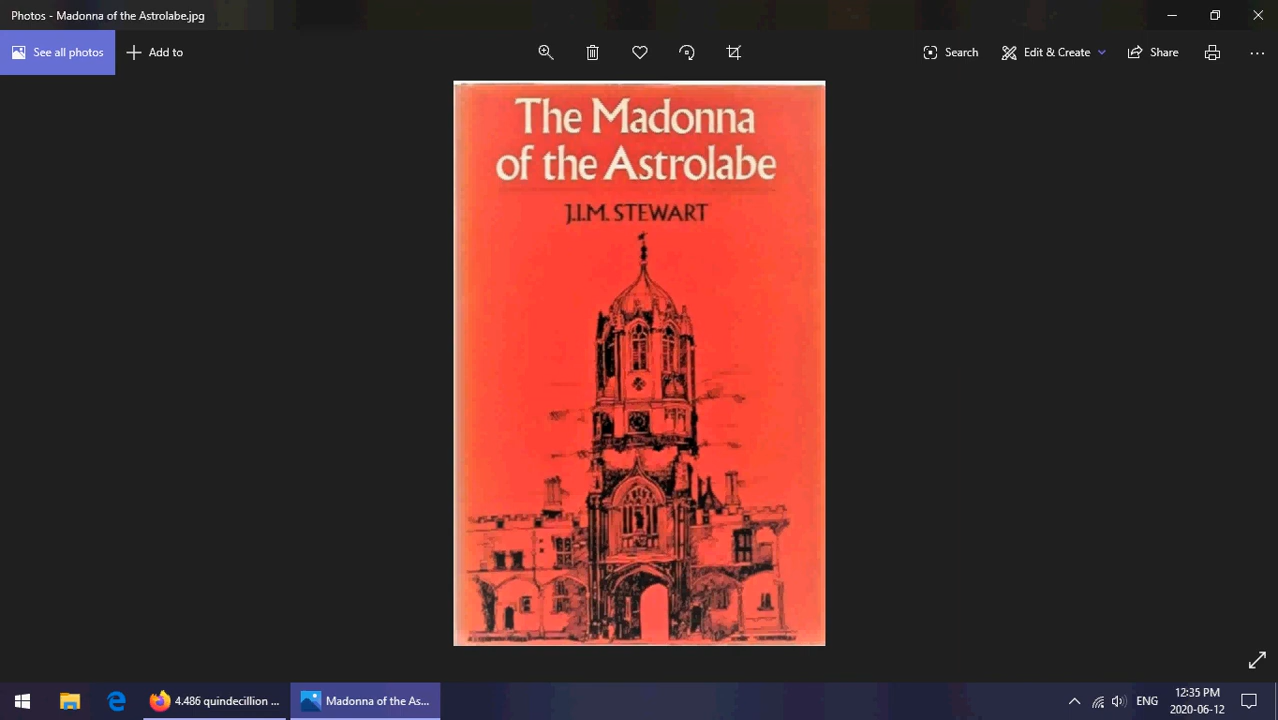 Photos - Madonna of the Astrolabe.jpg
See all photos
Add to
Search
Edit & Create
Share
The Madonna
of the Astrolabe
J.I.M. STEWART
4.486 quindecillion ...
Madonna of the As...
ENG
12:35 PM
2020-06-12